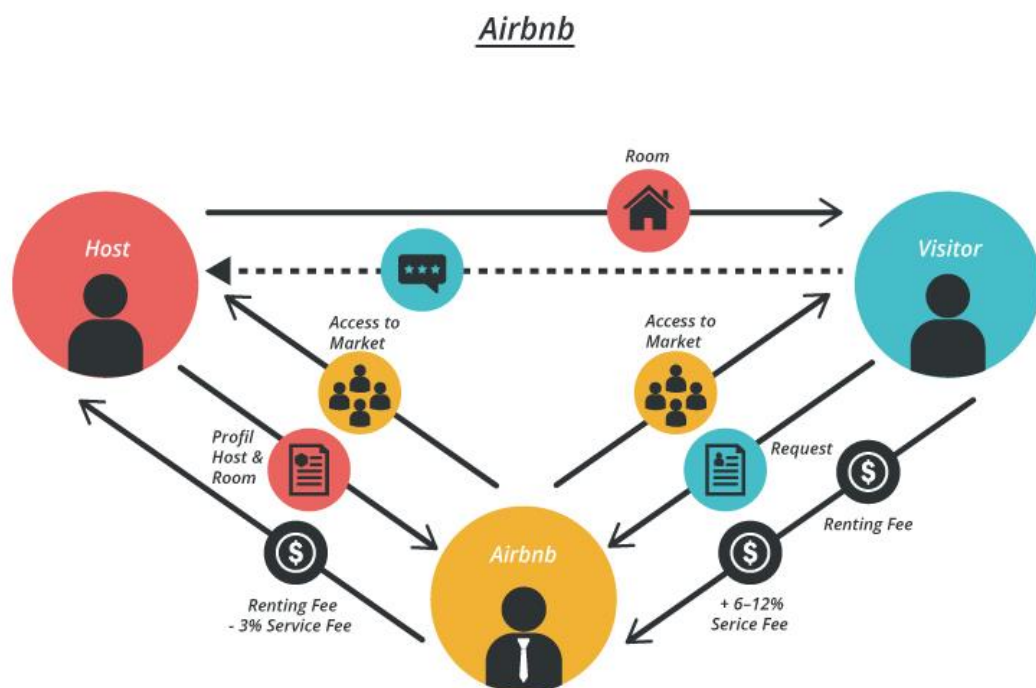 Airbnb
Room
Host
Visitor
Access to
Market
Access to
Market
Profil
Host &
Room
Request
Renting Fee
Airbnb
Renting Fee
- 3% Service Fee
+ 6–12%
Serice Fee